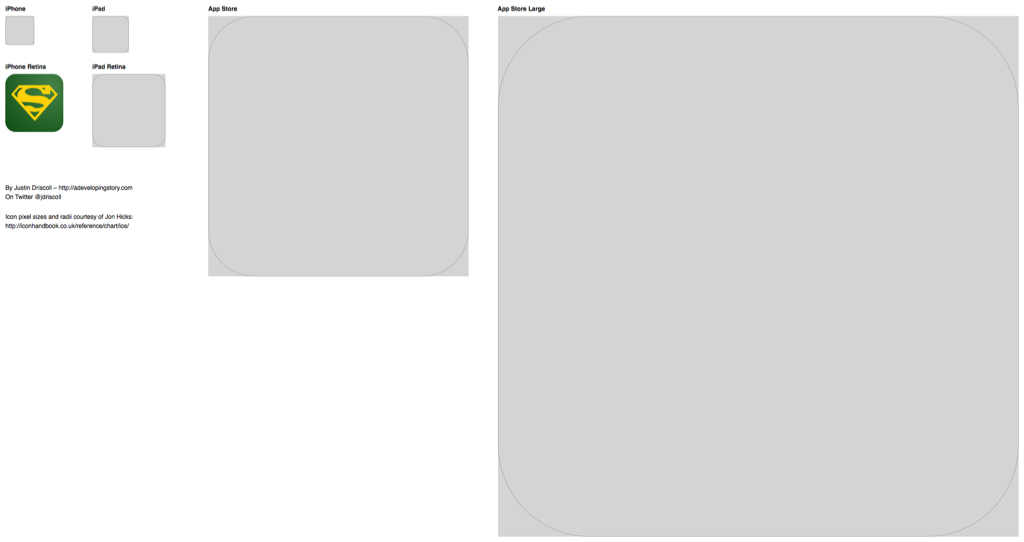 iPhone
iPad
App Store
App Store Large
iPhone Retina
iPad Retina
S
By Justin Driscoll – http://adevelopingstory.com
On Twitter @jdriscoll
Icon pixel sizes and radii courtesy of Jon Hicks:
http://iconhandbook.co.uk/reference/chart/ios/